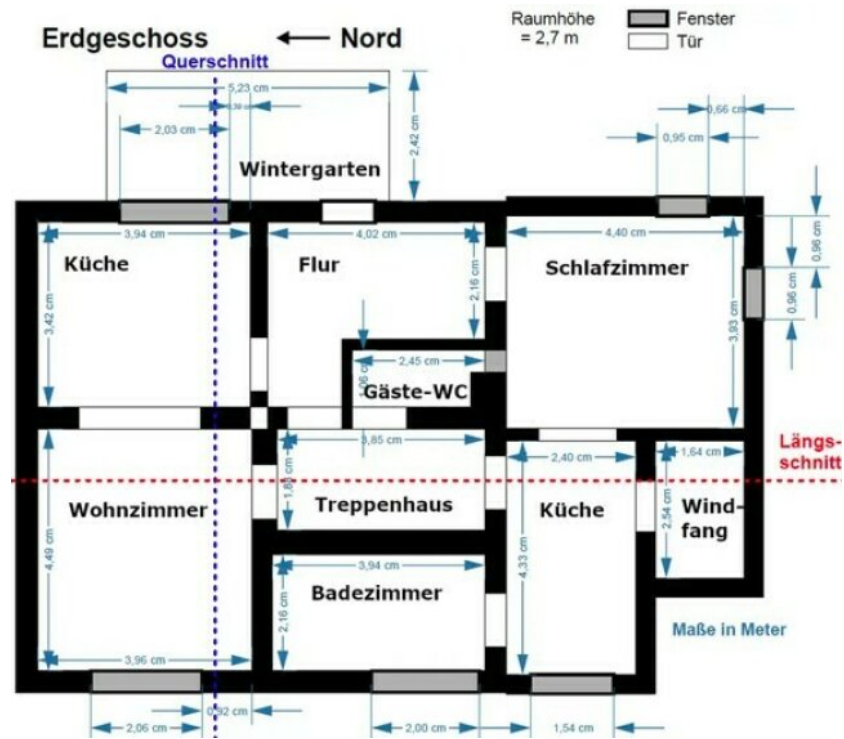 Erdgeschoss
Nord
Querschnitt
Raumhöhe
= 2,7 m
Fenster
Tür
5,23 cm
2,03 cm
2,42 cm
0,66 cm
0,95 cm
Wintergarten
3,94 cm
4,02 cm
4,40 cm
0,96 cm
Küche
Flur
Schlafzimmer
2,16 cm
3,42 cm
0,96 cm
3,93 cm
2,45 cm
1,06 cm
Gäste-WC
3,85 cm
2,40 cm
1,64 cm
Längs-
schnitt
Wohnzimmer
Treppenhaus
Küche
Wind-
fang
2,54 cm
4,49 cm
4,33 cm
3,94 cm
Badezimmer
2,16 cm
Maße in Meter
3,96 cm
0,92 cm
2,06 cm
2,00 cm
1,54 cm